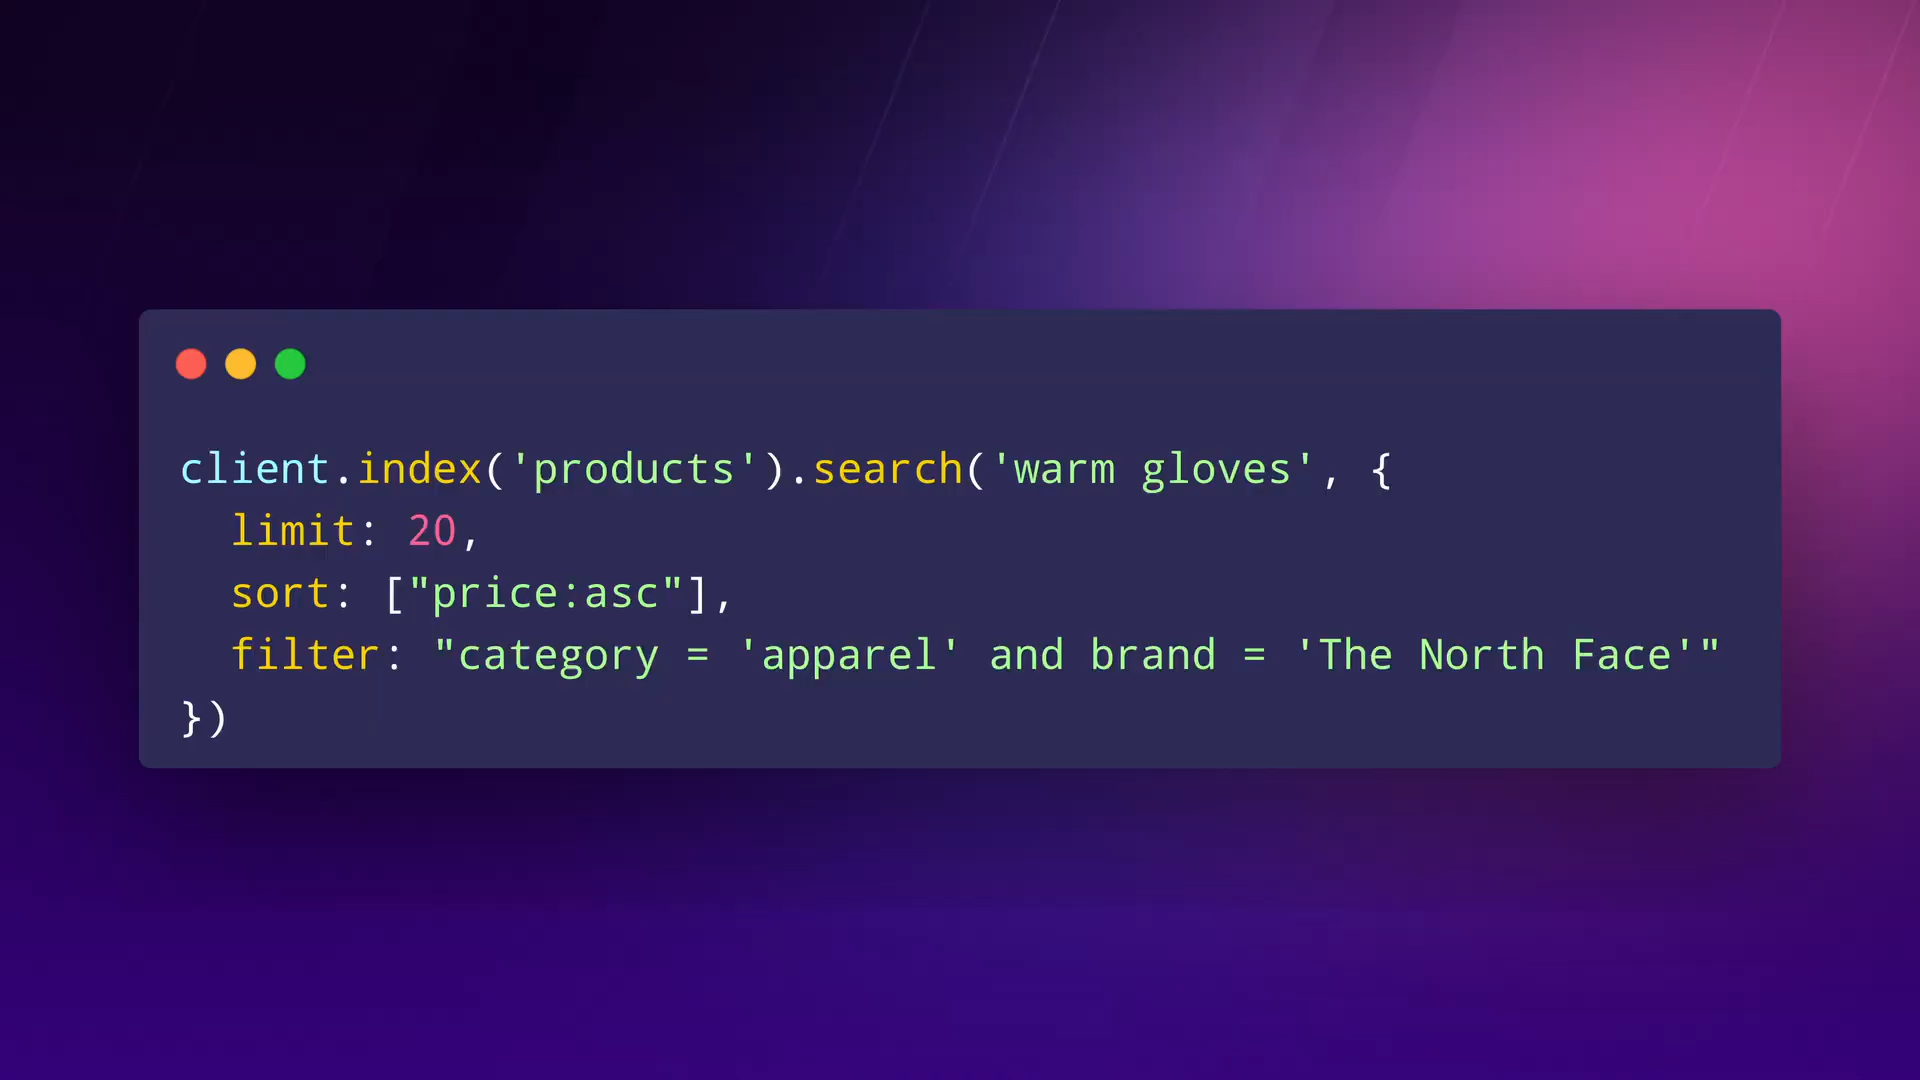 client.index('products').search('warm gloves', {
  limit: 20,
  sort: ["price:asc"],
  filter: "category = 'apparel' and brand = 'The North Face'"
})